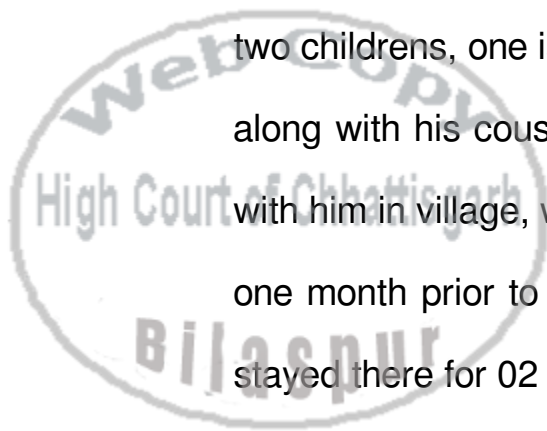 two childrens, one i
along with his cous
with him in village,
one month prior to
stayed there for 02
Web Copy
High Court of Chhattisgarh
Bilaspur